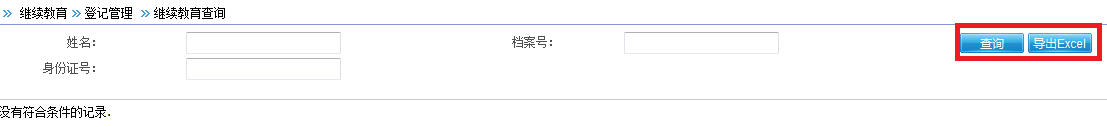 » 继续教育 » 登记管理 » 继续教育查询
姓名： 档案号： 查询 导出Excel
身份证号：
没有符合条件的记录.